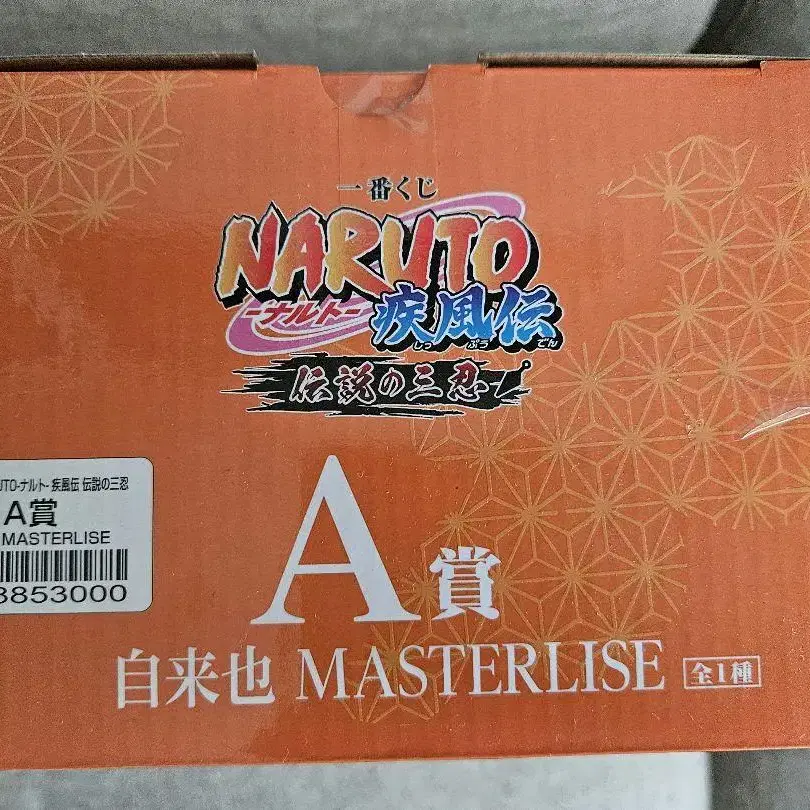 一番くじ
NARUTO
-ナルト-
疾風伝
しっ ぷう でん
伝説の三忍
A賞
自来也 MASTERLISE 全1種
UTO-ナルト- 疾風伝 伝説の三忍
A賞
MASTERLISE
3853000